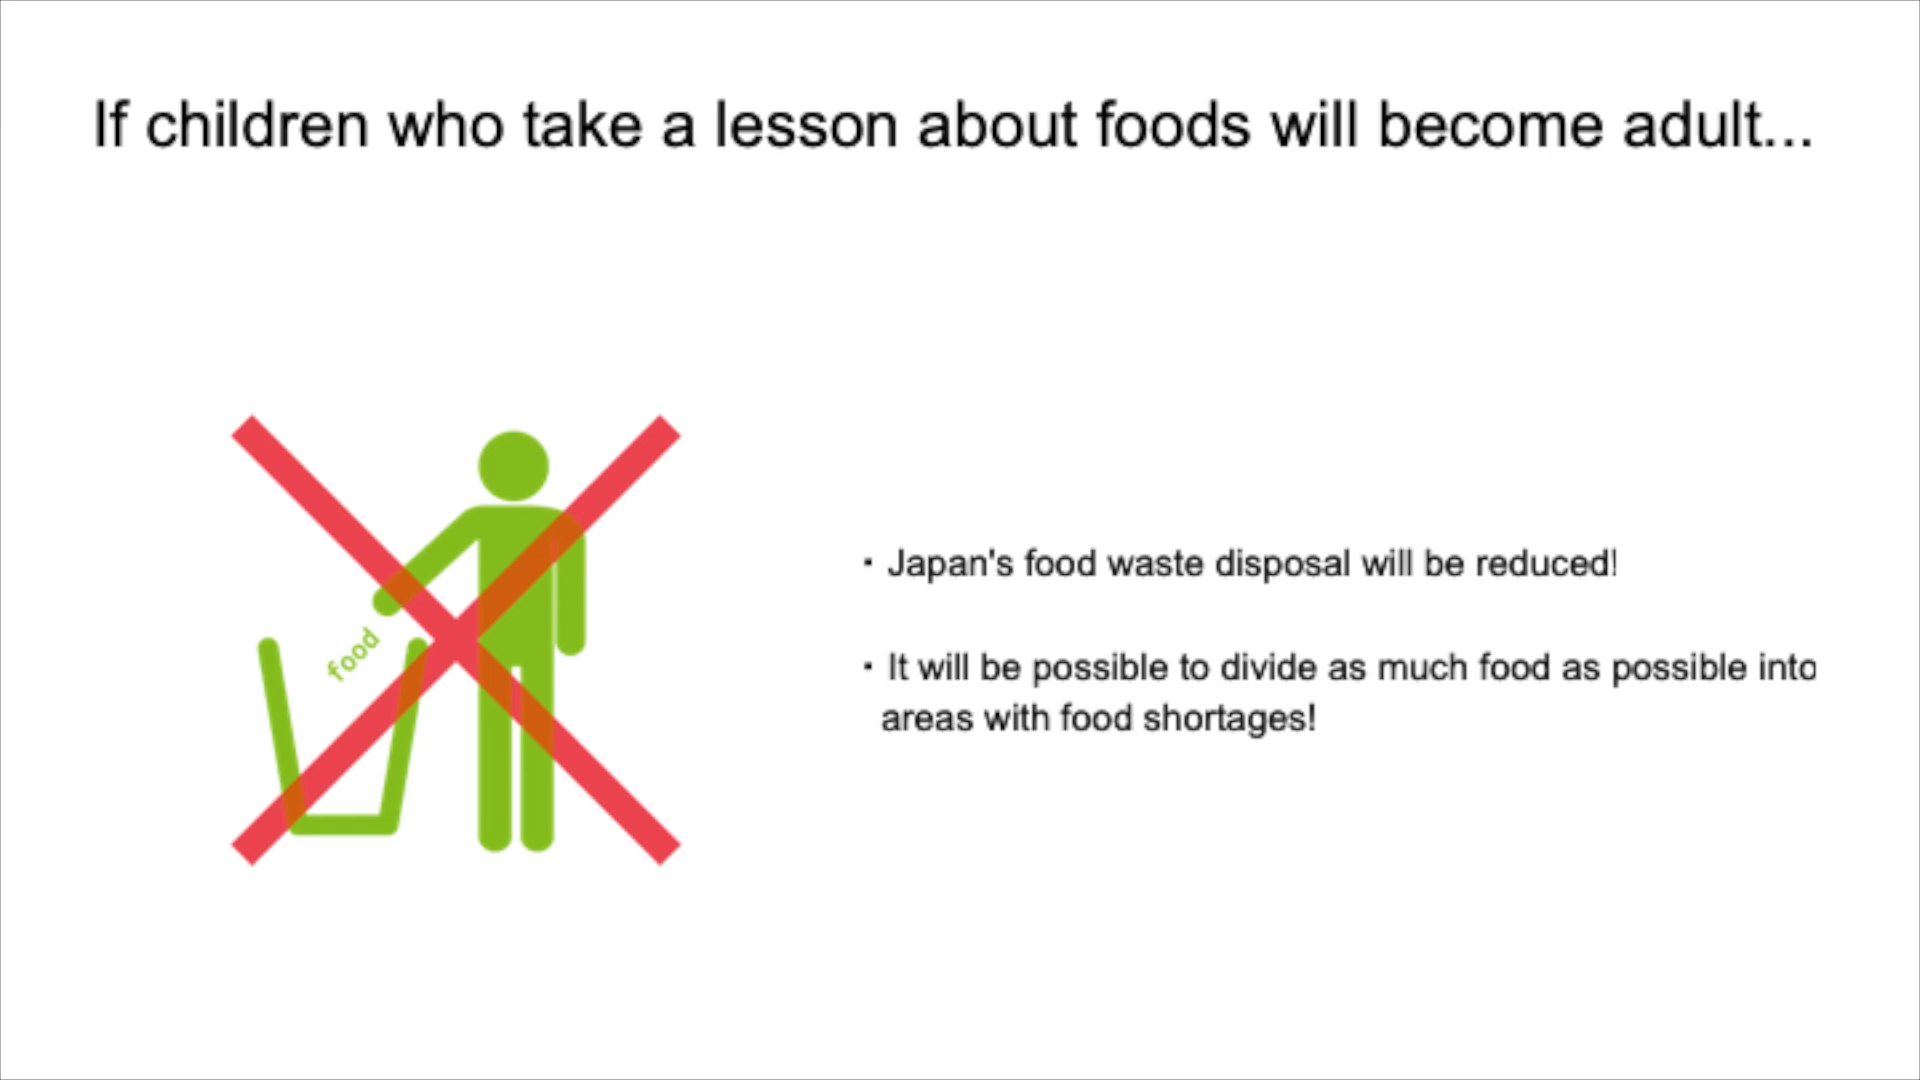 If children who take a lesson about foods will become adult...
food
・Japan's food waste disposal will be reduced!
・It will be possible to divide as much food as possible into
areas with food shortages!